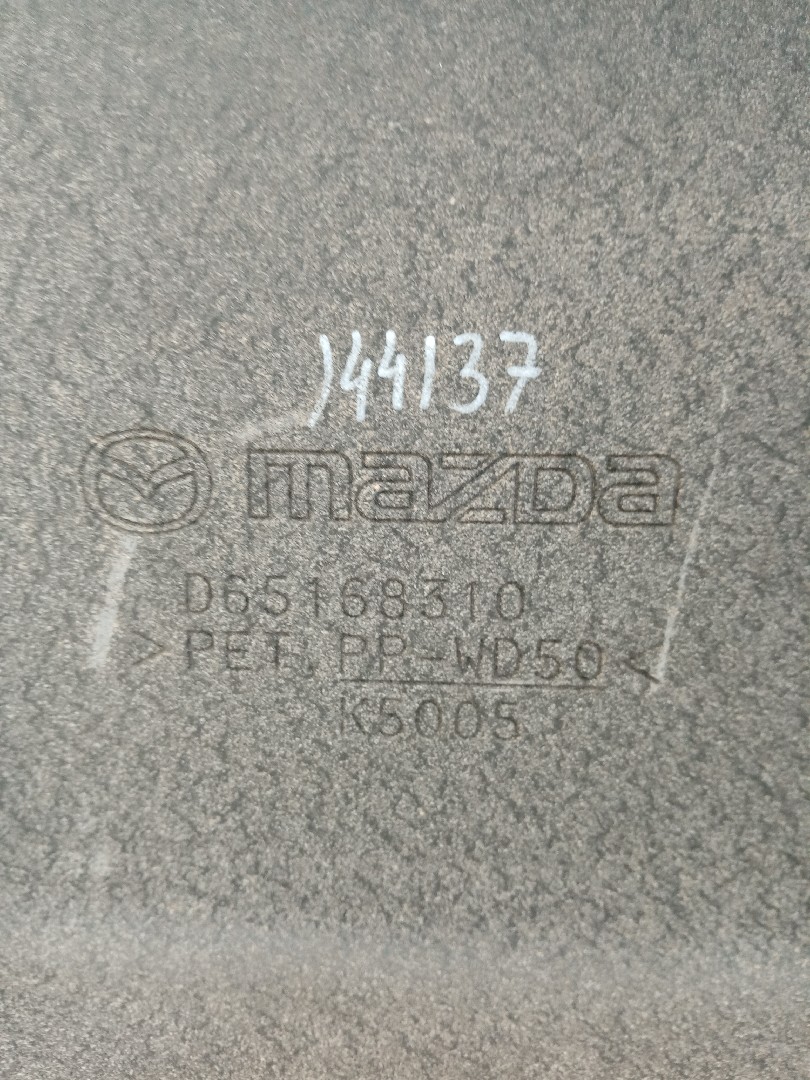 144137
mazda
D65168310
>PET, PP-WD50<
K5005